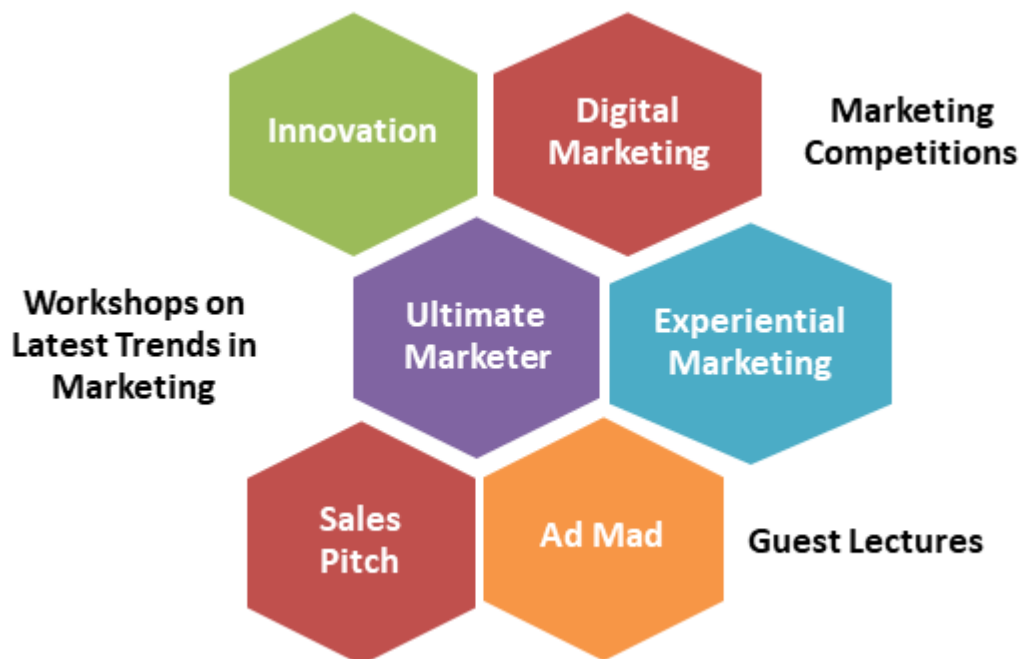 Innovation
Digital
Marketing
Marketing
Competitions
Workshops on
Latest Trends in
Marketing
Ultimate
Marketer
Experiential
Marketing
Sales
Pitch
Ad Mad
Guest Lectures